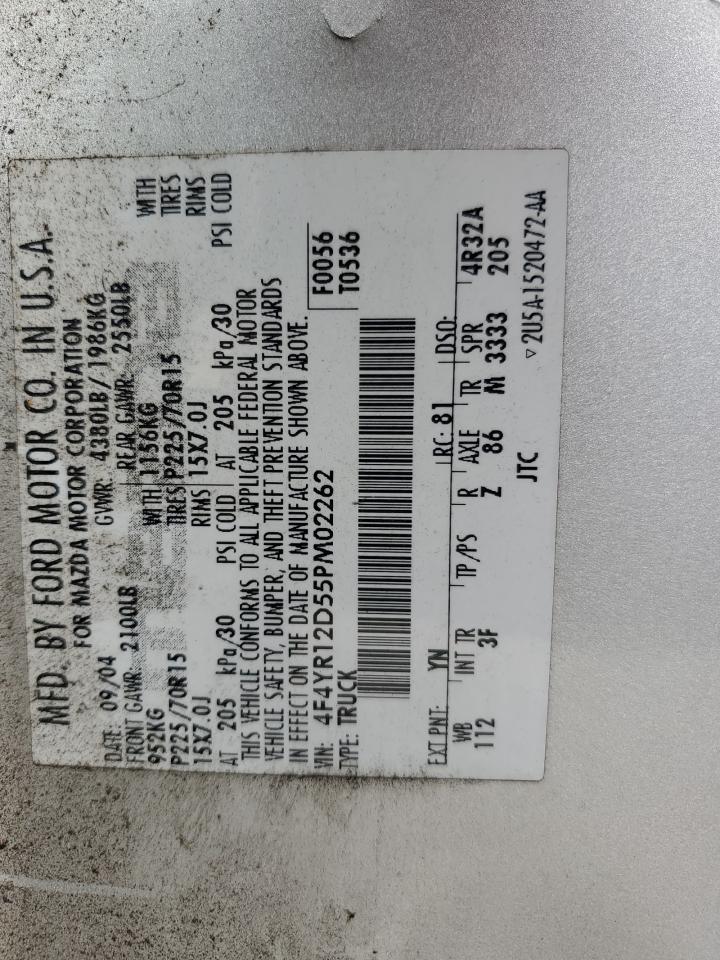 MFD. BY FORD MOTOR CO. IN U.S.A.
FOR MAZDA MOTOR CORPORATION
DATE: 09/04 GVWR: 4380LB/ 1986KG
FRONT GAWR: 2100LB REAR GAWR: 2550LB
952KG WITH 1156KG WITH
P225/70R15 TIRES P225/70R15 TIRES
15X7.0J RIMS 15X7.0J RIMS
AT 205 kPa/30 PSI COLD AT 205 kPa/30 PSI COLD
THIS VEHICLE CONFORMS TO ALL APPLICABLE FEDERAL MOTOR
VEHICLE SAFETY, BUMPER, AND THEFT PREVENTION STANDARDS
IN EFFECT ON THE DATE OF MANUFACTURE SHOWN ABOVE.
VIN: 4F4YR12D55PM02262 F0056
TYPE: TRUCK T0536
EXT PNT: YN RC: 81 DSO:
WB INT TR TP/PS R AXLE TR SPR 4R32A
112 3F Z 86 M 3333 205
JTC ▽2U5A-1520472-AA